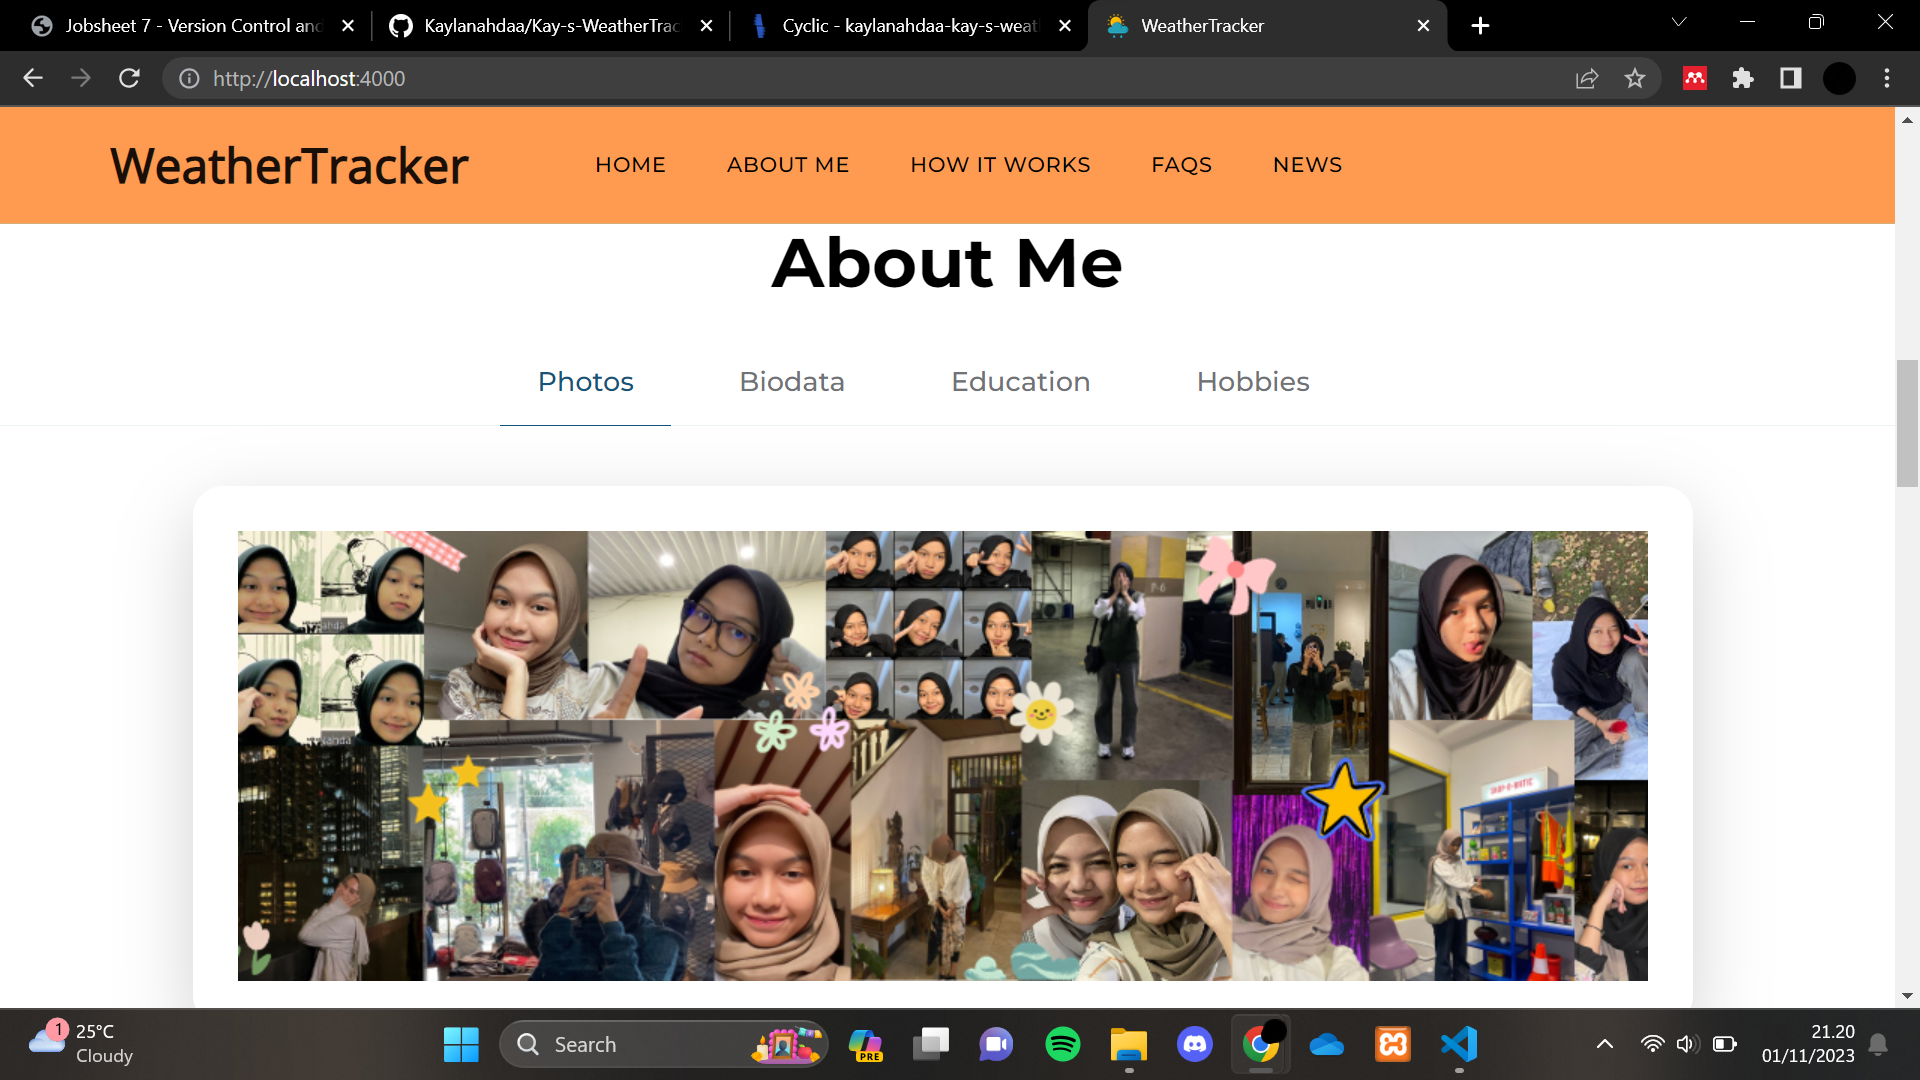 Jobsheet 7 - Version Control and
Kaylanahdaa/Kay-s-WeatherTrac
Cyclic - kaylanahdaa-kay-s-weat
WeatherTracker
http://localhost:4000
WeatherTracker
HOME
ABOUT ME
HOW IT WORKS
FAQS
NEWS
About Me
Photos
Biodata
Education
Hobbies
P-6
1
25°C
Cloudy
Search
PRE
21.20
01/11/2023